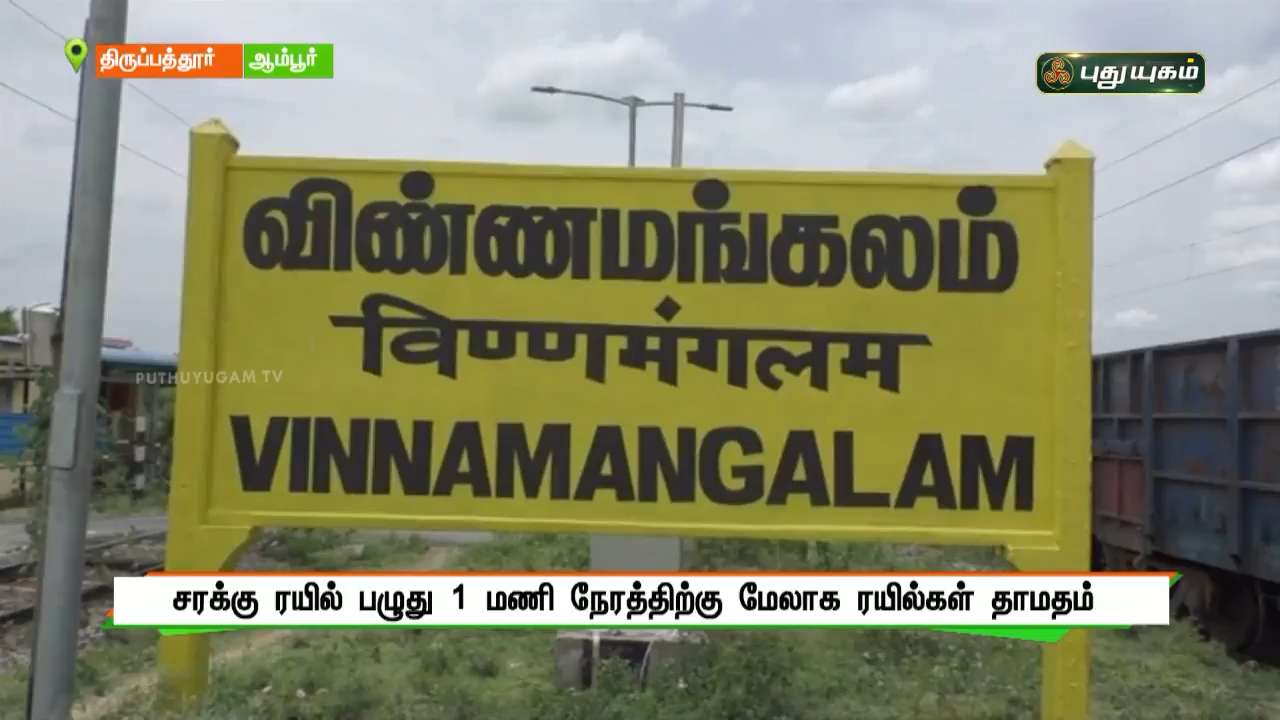 திருப்பத்தூர் ஆம்பூர்
புதுயுகம்
விண்ணமங்கலம்
विण्णमंगलम
VINNAMANGALAM
PUTHUYUGAM TV
சரக்கு ரயில் பழுது 1 மணி நேரத்திற்கு மேலாக ரயில்கள் தாமதம்